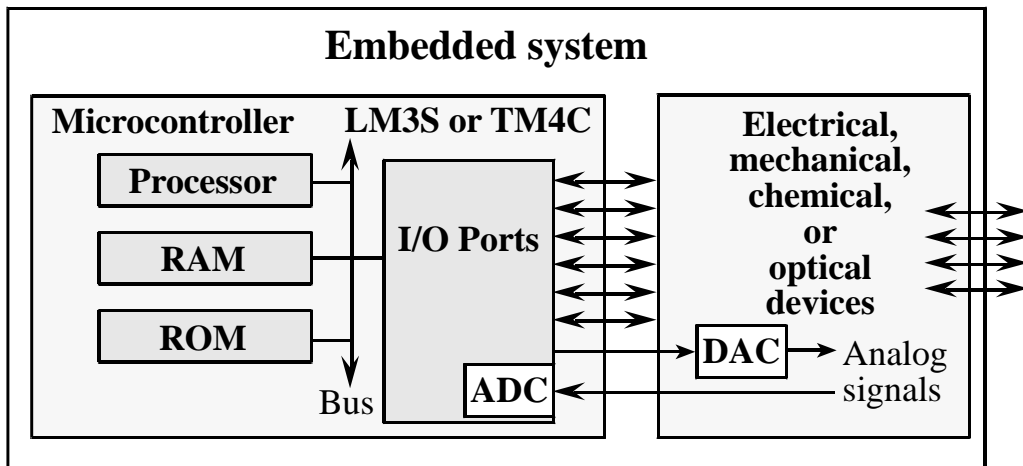 Embedded system
Microcontroller
LM3S or TM4C
Processor
RAM
ROM
Bus
I/O Ports
ADC
Electrical,
mechanical,
chemical,
or
optical
devices
DAC
Analog
signals